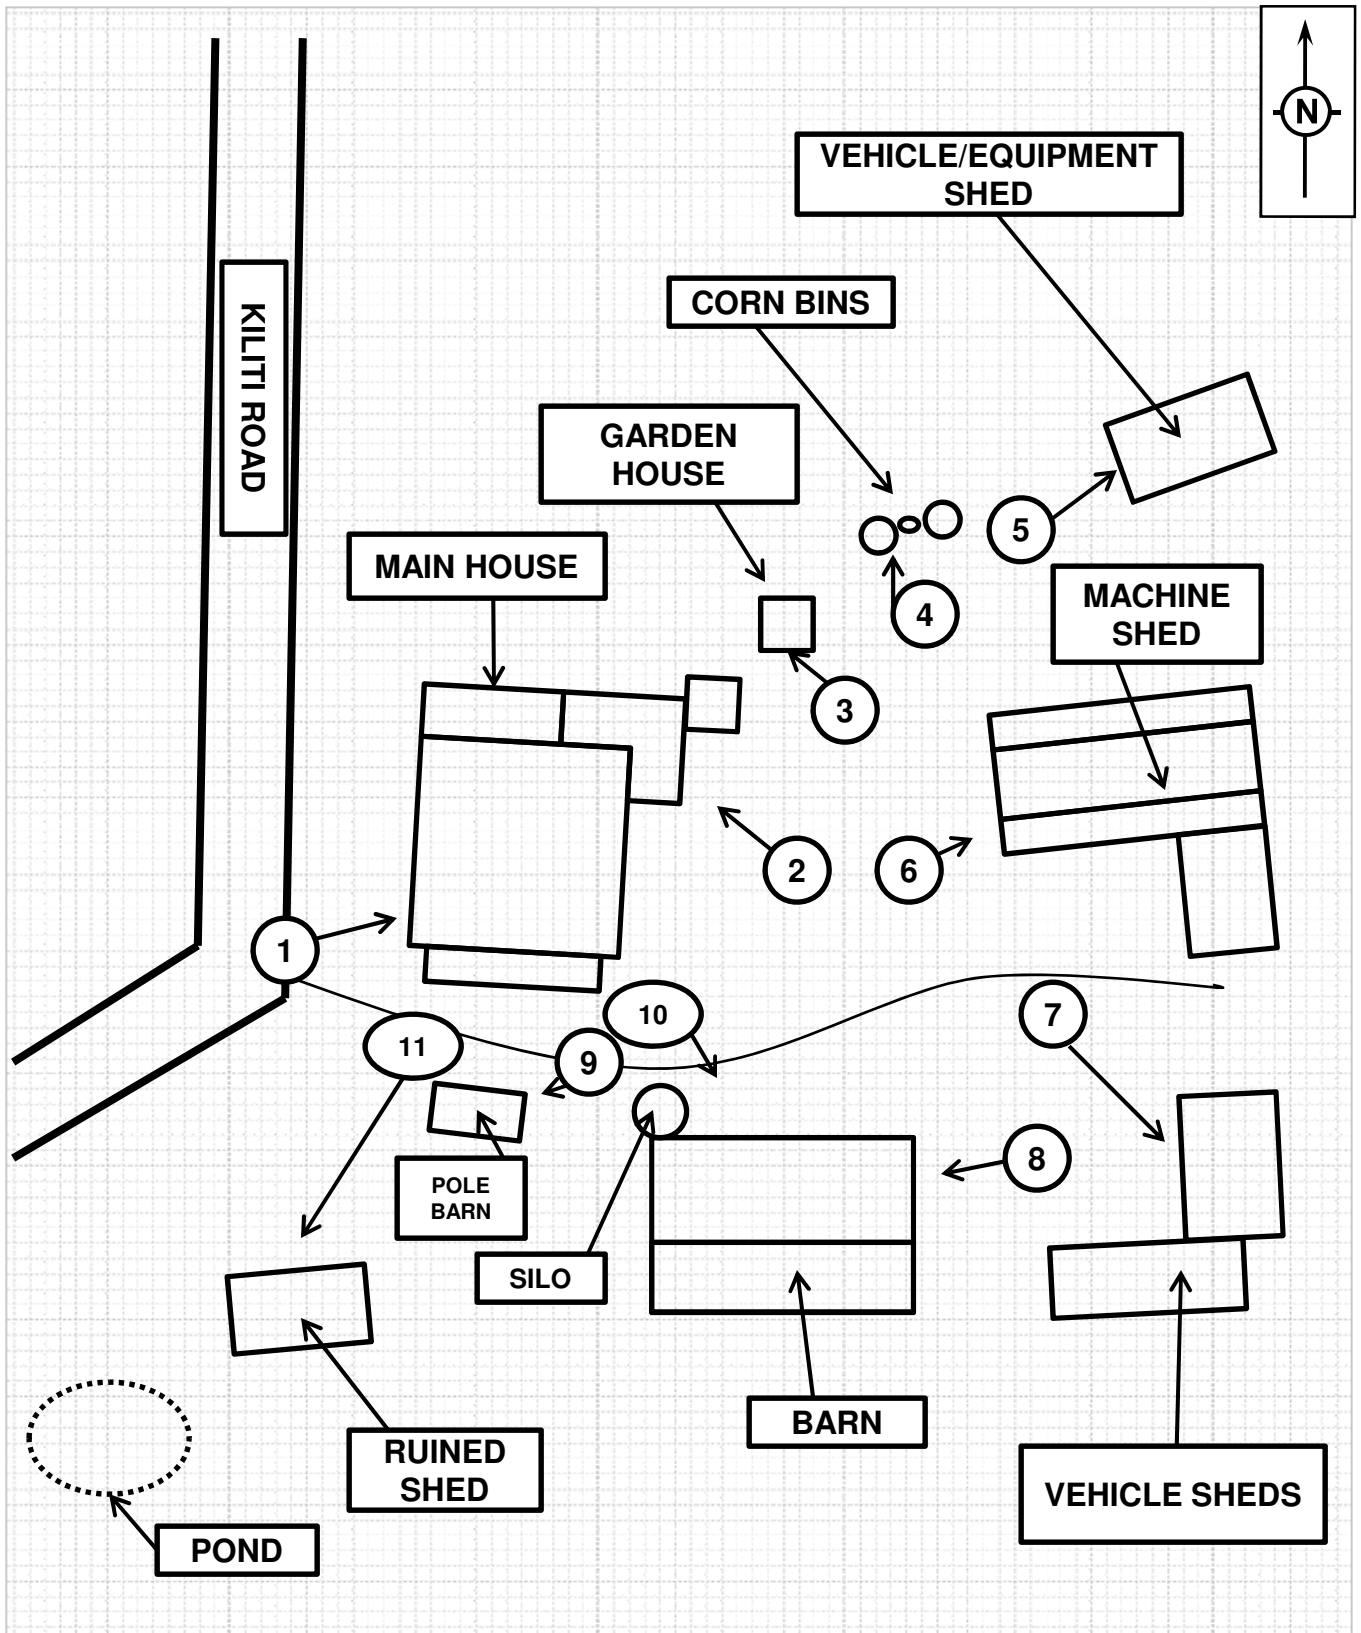 N
VEHICLE/EQUIPMENT
SHED
CORN BINS
KILITI ROAD
GARDEN
HOUSE
5
MAIN HOUSE
MACHINE
SHED
4
3
2
6
1
10
7
11
9
8
POLE
BARN
SILO
BARN
RUINED
SHED
VEHICLE SHEDS
POND